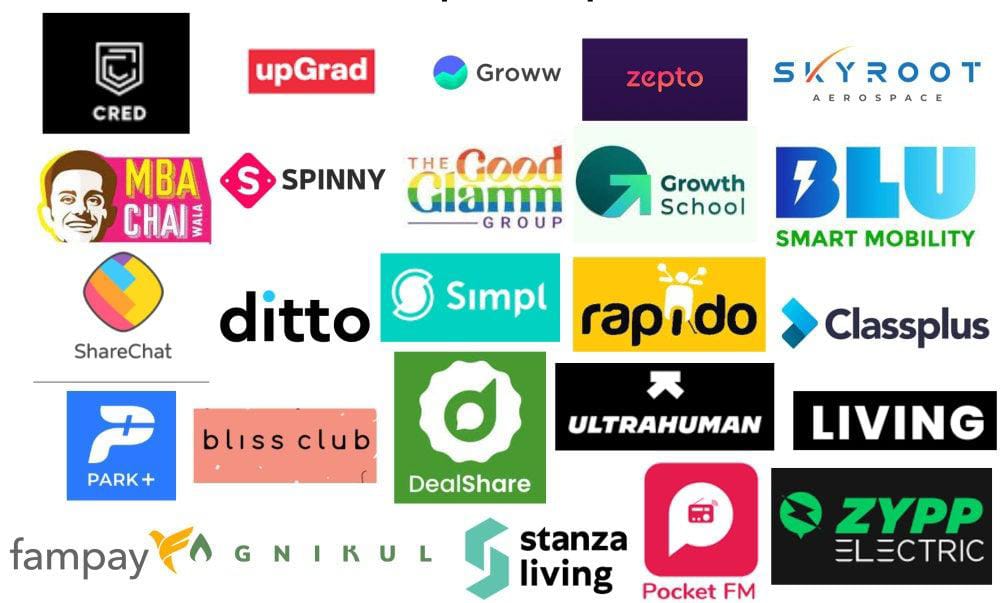 CRED
upGrad
Groww
zepto
SKYROOT
AEROSPACE
MBA
CHAI
WALA
S SPINNY
THE Good
Glamm
GROUP
Growth
School
BLU
SMART MOBILITY
ShareChat
ditto
Simpl
rapido
Classplus
PARK+
bliss club
DealShare
ULTRAHUMAN
LIVING
fampay
AGNIKUL
stanza
living
Pocket FM
ZYPP
ELECTRIC